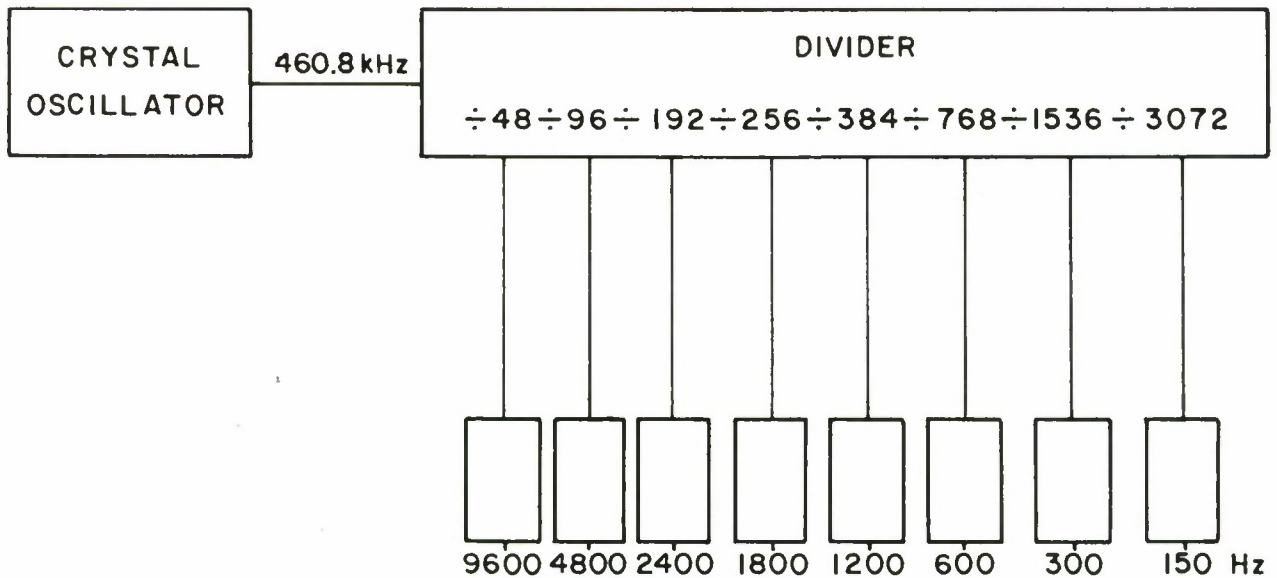 CRYSTAL
OSCILLATOR
460.8 kHz
DIVIDER
÷48÷96÷ 192÷256÷384÷ 768÷1536 ÷ 3072
9600 4800 2400 1800 1200 600 300 150 Hz